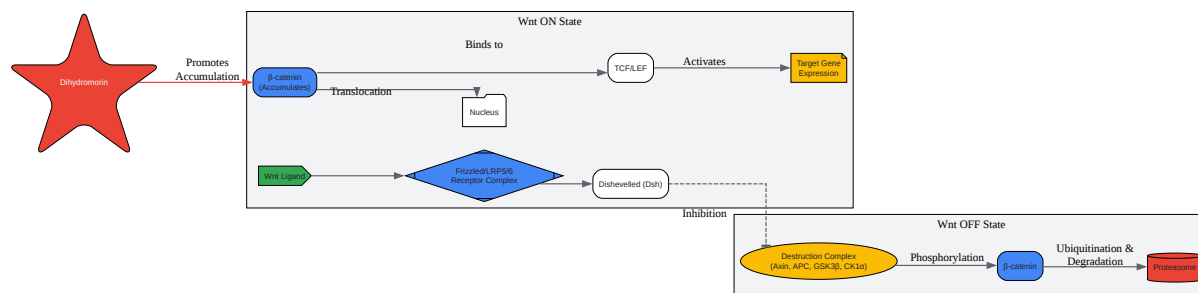 Wnt ON State
Binds to
Promotes
Accumulation
Dihydromorin
β-catenin
(Accumulates)
TCF/LEF
Activates
Target Gene
Expression
Translocation
Nucleus
Wnt Ligand
Frizzled/LRP5/6
Receptor Complex
Dishevelled (Dsh)
Inhibition
Wnt OFF State
Destruction Complex
(Axin, APC, GSK3β, CK1α)
Phosphorylation
β-catenin
Ubiquitination &
Degradation
Proteasome